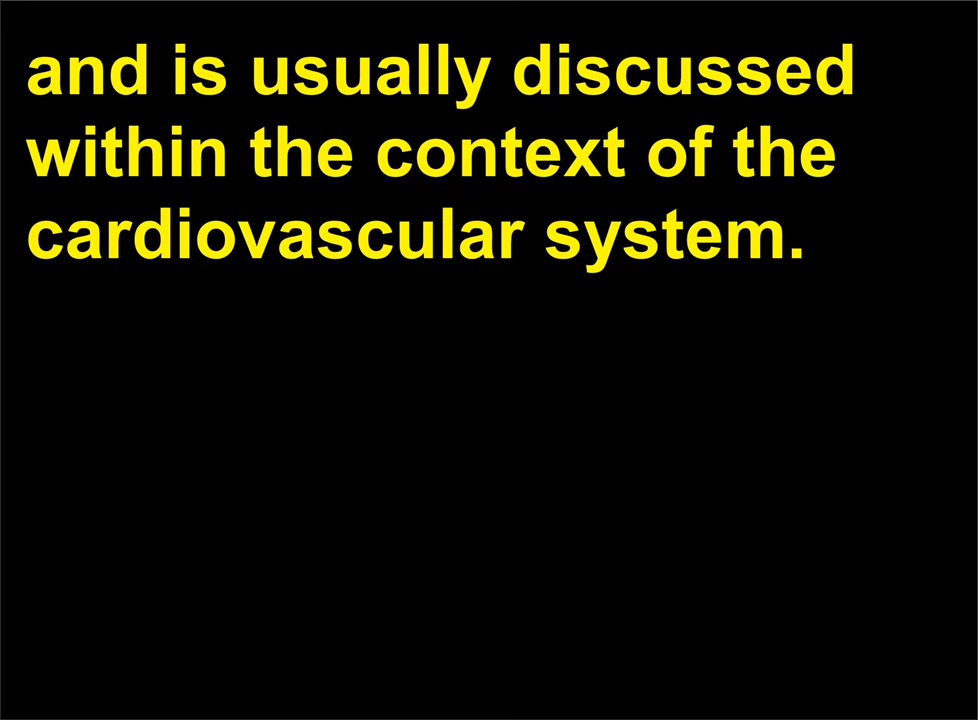 and is usually discussed
within the context of the
cardiovascular system.